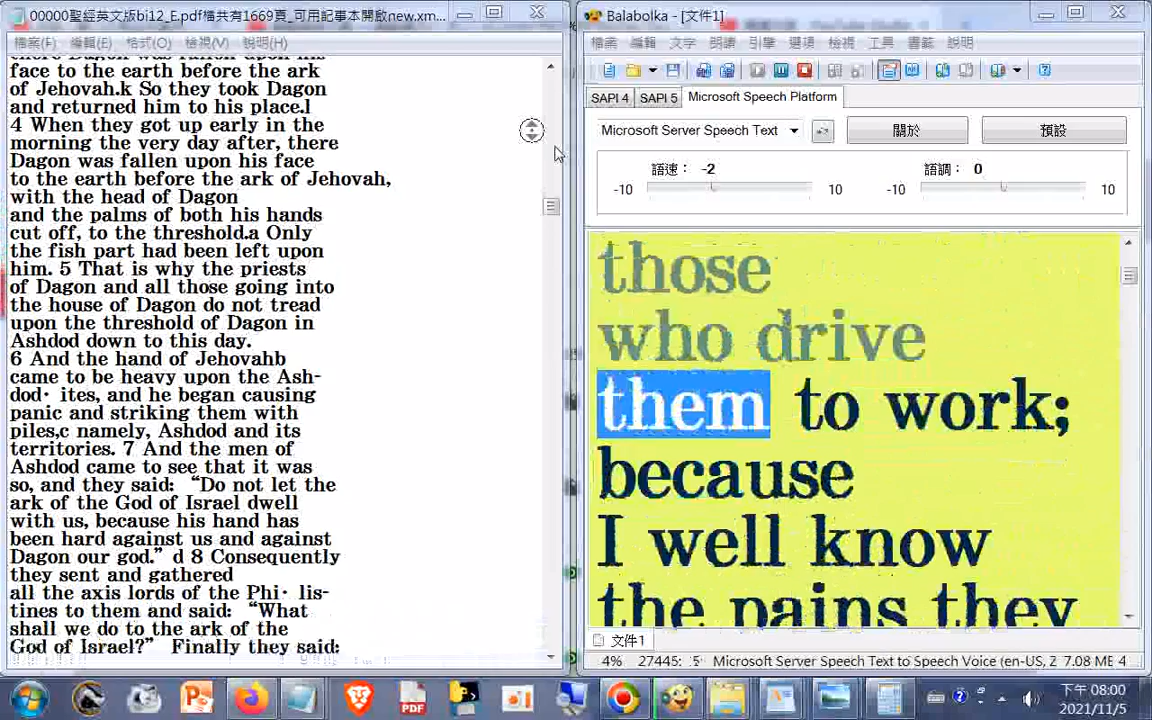 00000聖經英文版bi12_E.pdf檔共有1669頁_可用記事本開啟new.xm...
檔案(F) 編輯(E) 格式(O) 檢視(V) 說明(H)
there Dagon was fallen upon his
face to the earth before the ark
of Jehovah.k So they took Dagon
and returned him to his place.l
4 When they got up early in the
morning the very day after, there
Dagon was fallen upon his face
to the earth before the ark of Jehovah,
with the head of Dagon
and the palms of both his hands
cut off, to the threshold.a Only
the fish part had been left upon
him. 5 That is why the priests
of Dagon and all those going into
the house of Dagon do not tread
upon the threshold of Dagon in
Ashdod down to this day.
6 And the hand of Jehovahb
came to be heavy upon the Ash-
dod· ites, and he began causing
panic and striking them with
piles,c namely, Ashdod and its
territories. 7 And the men of
Ashdod came to see that it was
so, and they said: “Do not let the
ark of the God of Israel dwell
with us, because his hand has
been hard against us and against
Dagon our god.” d 8 Consequently
they sent and gathered
all the axis lords of the Phi· lis-
tines to them and said: “What
shall we do to the ark of the
God of Israel?” Finally they said:
Balabolka - [文件1]
檔案 編輯 文字 朗讀 引擎 選項 檢視 工具 書籤 說明
SAPI 4 SAPI 5 Microsoft Speech Platform
Microsoft Server Speech Text 關於 預設
語速： -2 語調： 0
-10 10 -10 10
those
who drive
them to work;
because
I well know
the pains they
文件1
4% 27445: Microsoft Server Speech Text to Speech Voice (en-US, 7.08 MB
下午 08:00
2021/11/5